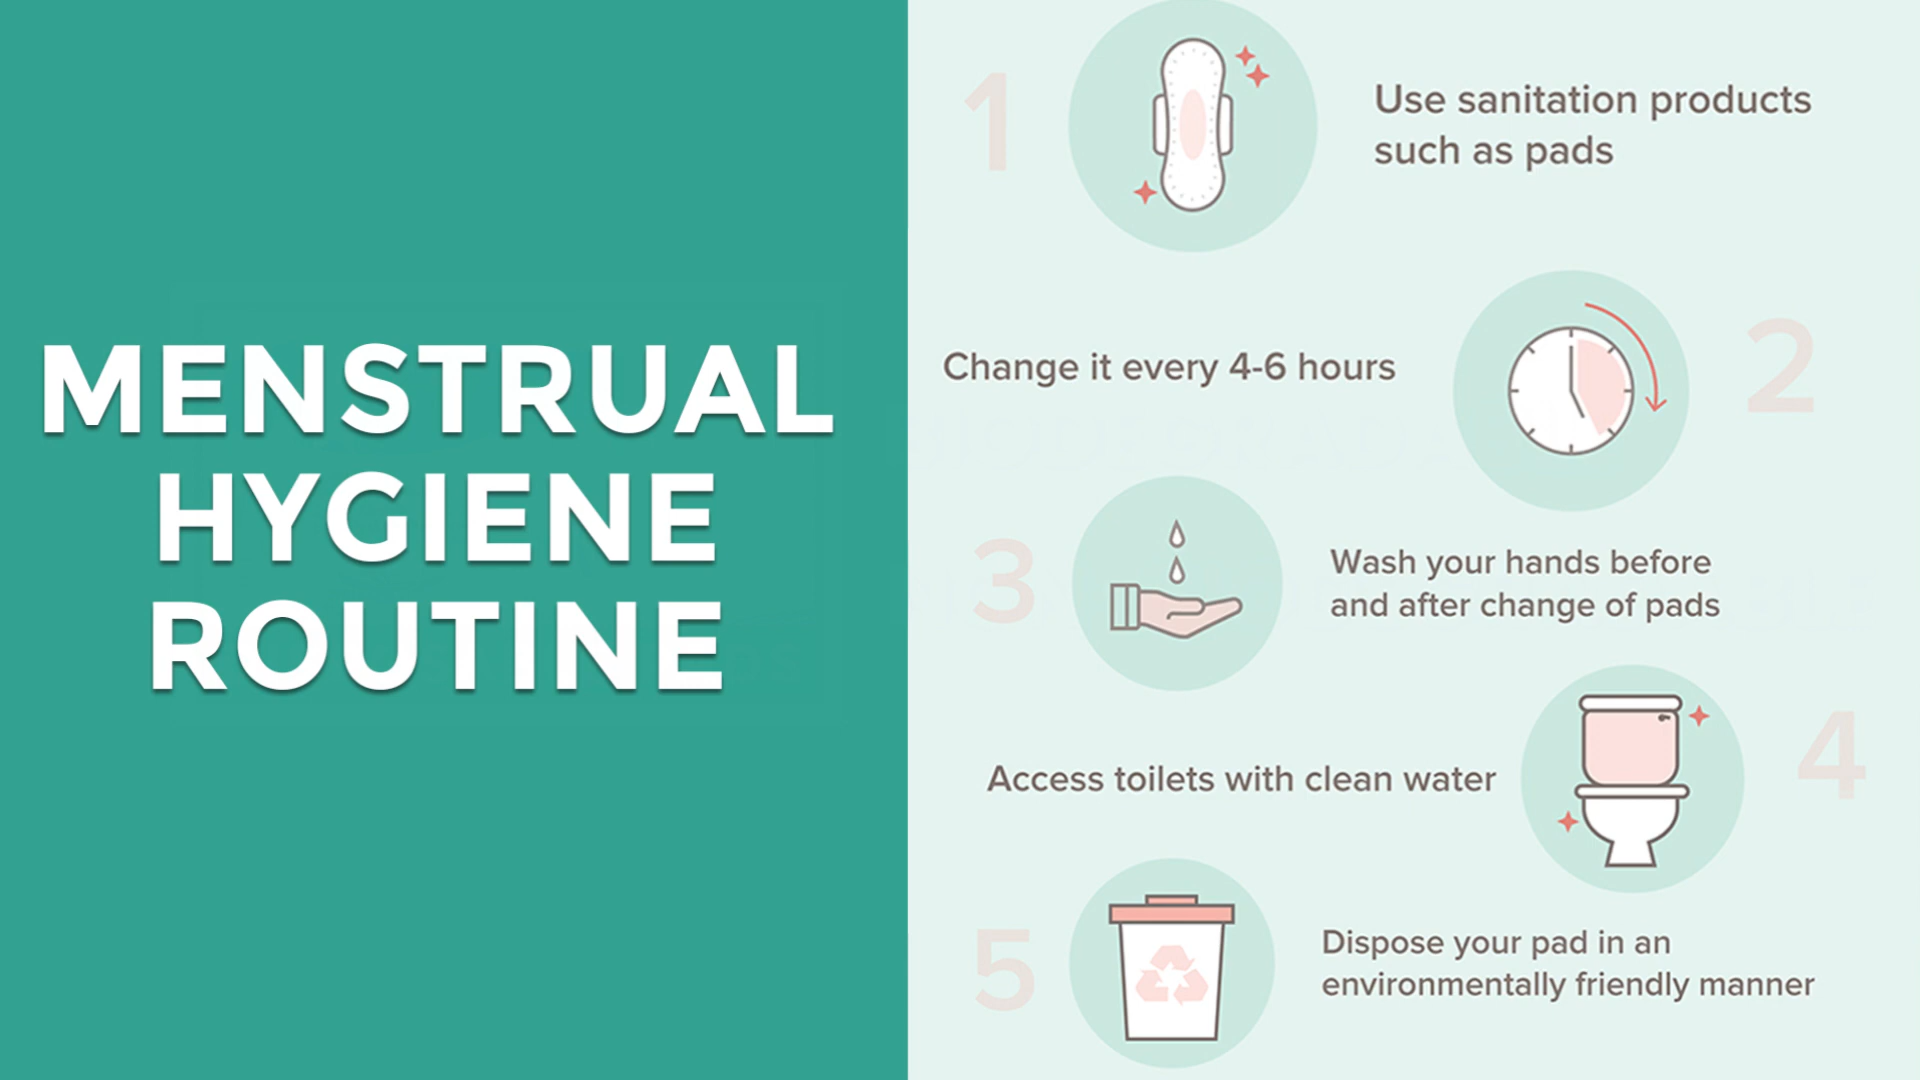 MENSTRUAL
HYGIENE
ROUTINE
1
Use sanitation products
such as pads
Change it every 4-6 hours
2
3
Wash your hands before
and after change of pads
Access toilets with clean water
4
5
Dispose your pad in an
environmentally friendly manner